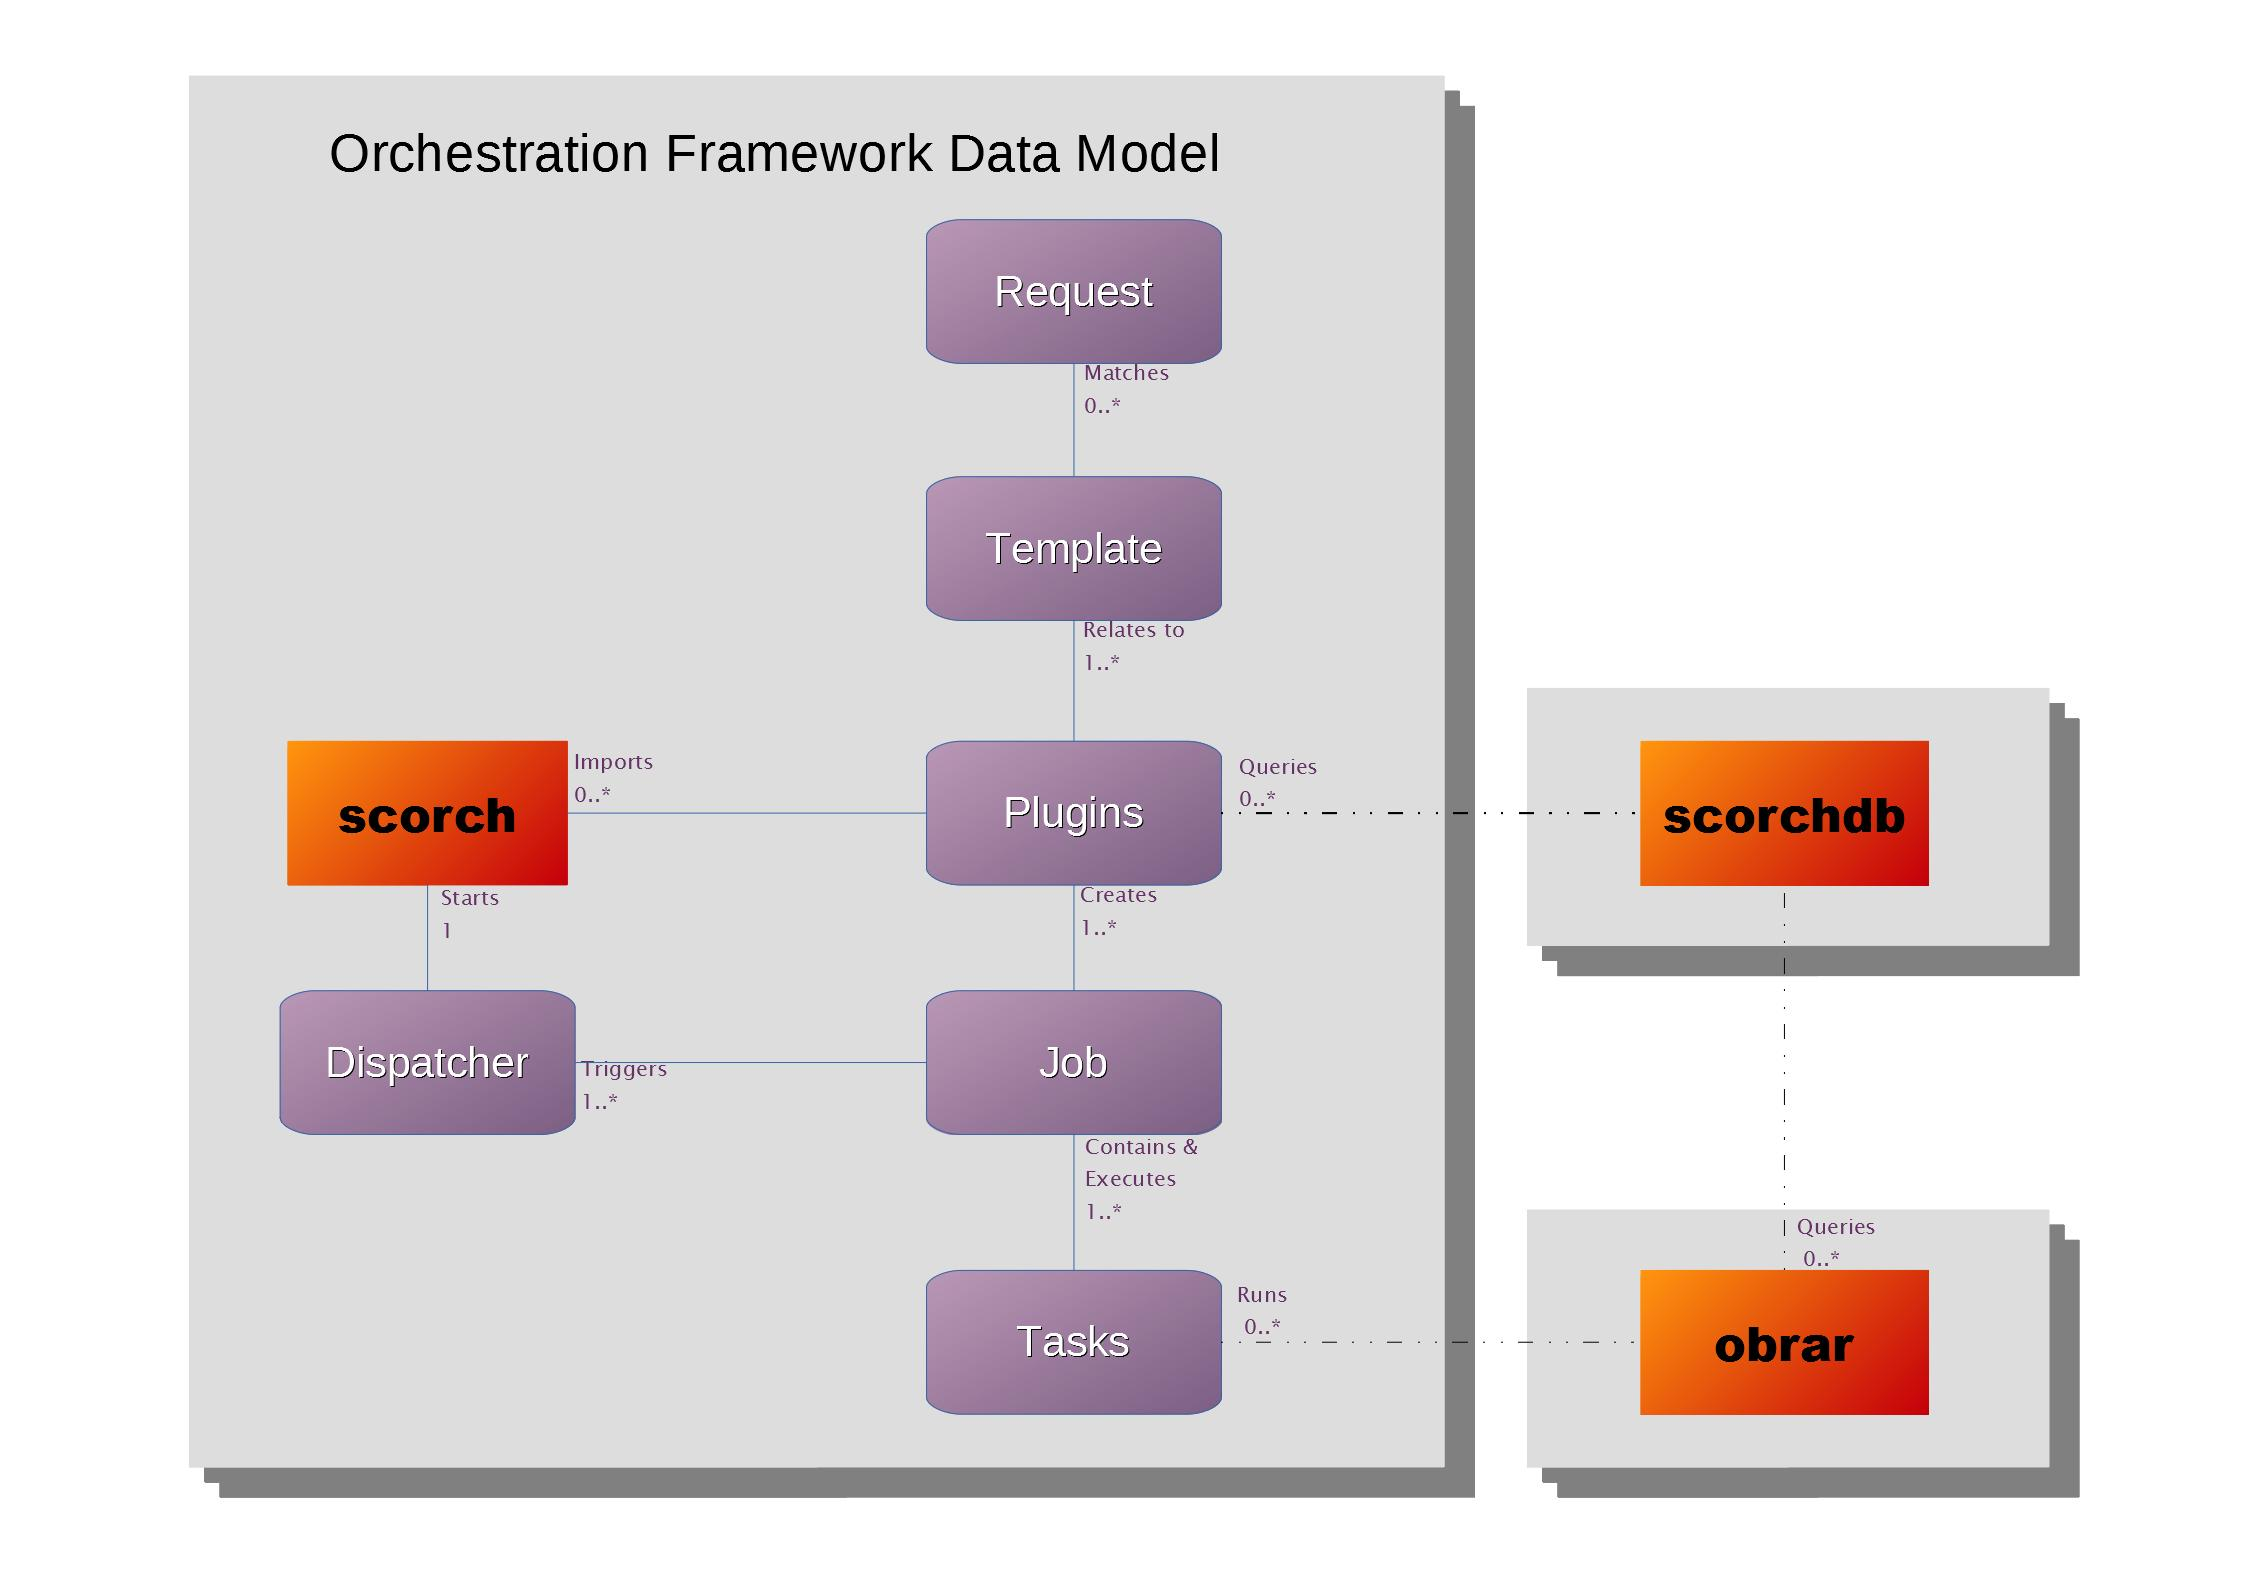 Orchestration Framework Data Model
Request
Matches
0..*
Template
Relates to
1..*
scorch
Imports
0..*
Plugins
Queries
0..*
scorchdb
Starts
1
Creates
1..*
Dispatcher
Triggers
1..*
Job
Contains &
Executes
1..*
Queries
0..*
Tasks
Runs
0..*
obrar